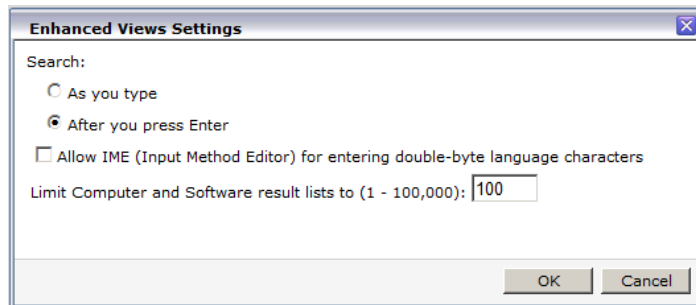 Enhanced Views Settings
Search:
As you type
After you press Enter
Allow IME (Input Method Editor) for entering double-byte language characters
Limit Computer and Software result lists to (1 - 100,000): 100
OK Cancel